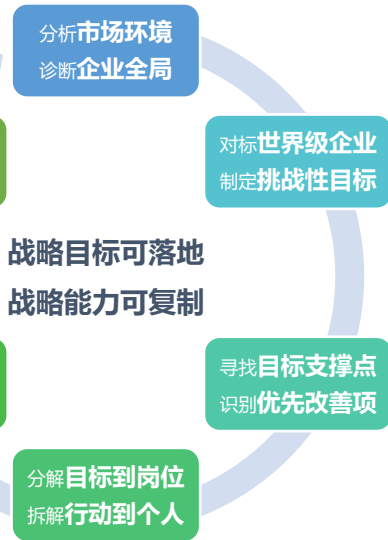 分析市场环境
诊断企业全局
对标世界级企业
制定挑战性目标
战略目标可落地
战略能力可复制
寻找目标支撑点
识别优先改善项
分解目标到岗位
拆解行动到个人